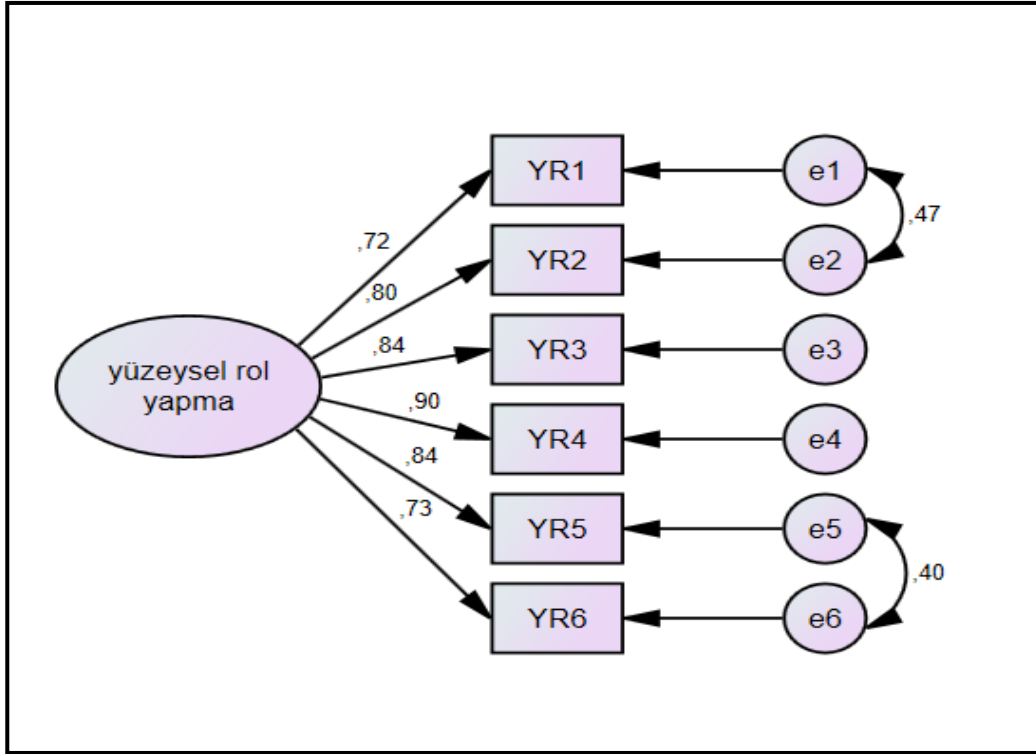 YR1
e1
,47
,72
YR2
e2
,80
,84
YR3
e3
yüzeysel rol
yapma
,90
YR4
e4
,84
YR5
e5
,73
,40
YR6
e6